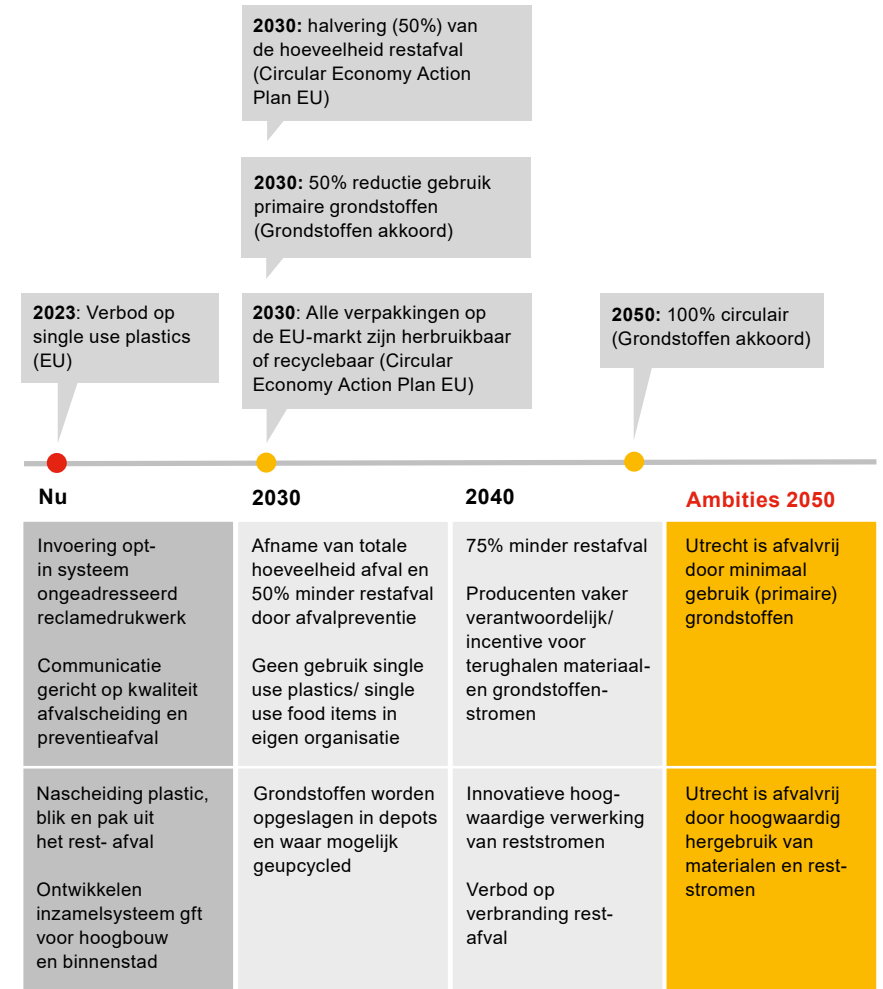 2030: halvering (50%) van
de hoeveelheid restafval
(Circular Economy Action
Plan EU)
2030: 50% reductie gebruik
primaire grondstoffen
(Grondstoffen akkoord)
2023: Verbod op
single use plastics
(EU)
2030: Alle verpakkingen op
de EU-markt zijn herbruikbaar
of recyclebaar (Circular
Economy Action Plan EU)
2050: 100% circulair
(Grondstoffen akkoord)
Nu
2030
2040
Ambities 2050
Invoering opt-
in systeem
ongeadresseerd
reclamedrukwerk
Communicatie
gericht op kwaliteit
afvalscheiding en
preventieafval
Afname van totale
hoeveelheid afval en
50% minder restafval
door afvalpreventie
Geen gebruik single
use plastics/ single
use food items in
eigen organisatie
75% minder restafval
Producenten vaker
verantwoordelijk/
incentive voor
terughalen materiaal-
en grondstoffen-
stromen
Utrecht is afvalvrij
door minimaal
gebruik (primaire)
grondstoffen
Nascheiding plastic,
blik en pak uit
het rest- afval
Ontwikkelen
inzamelsysteem gft
voor hoogbouw
en binnenstad
Grondstoffen worden
opgeslagen in depots
en waar mogelijk
geupcycled
Innovatieve hoog-
waardige verwerking
van reststromen
Verbod op
verbranding rest-
afval
Utrecht is afvalvrij
door hoogwaardig
hergebruik van
materialen en rest-
stromen